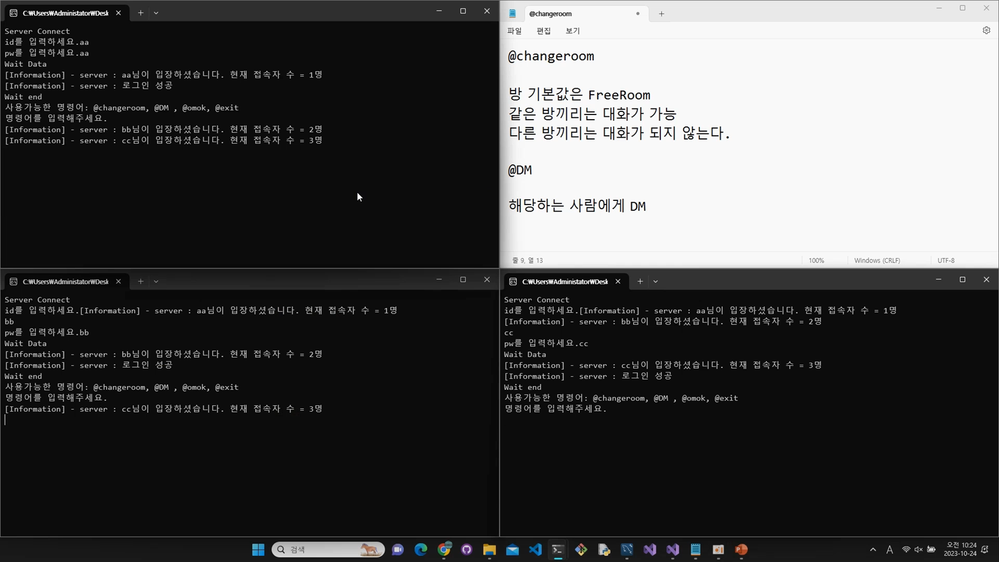 C:₩Users₩Administator₩Desk
Server Connect
id를 입력하세요.aa
pw를 입력하세요.aa
Wait Data
[Information] - server : aa님이 입장하셨습니다. 현재 접속자 수 = 1명
[Information] - server : 로그인 성공
Wait end
사용가능한 명령어: @changeroom, @DM , @omok, @exit
명령어를 입력해주세요.
[Information] - server : bb님이 입장하셨습니다. 현재 접속자 수 = 2명
[Information] - server : cc님이 입장하셨습니다. 현재 접속자 수 = 3명
@changeroom
파일 편집 보기
@changeroom
방 기본값은 FreeRoom
같은 방끼리는 대화가 가능
다른 방끼리는 대화가 되지 않는다.
@DM
해당하는 사람에게 DM
줄 9, 열 13 100% Windows (CRLF) UTF-8
C:₩Users₩Administator₩Desk
Server Connect
id를 입력하세요.[Information] - server : aa님이 입장하셨습니다. 현재 접속자 수 = 1명
bb
pw를 입력하세요.bb
Wait Data
[Information] - server : bb님이 입장하셨습니다. 현재 접속자 수 = 2명
[Information] - server : 로그인 성공
Wait end
사용가능한 명령어: @changeroom, @DM , @omok, @exit
명령어를 입력해주세요.
[Information] - server : cc님이 입장하셨습니다. 현재 접속자 수 = 3명
C:₩Users₩Administator₩Desk
Server Connect
id를 입력하세요.[Information] - server : aa님이 입장하셨습니다. 현재 접속자 수 = 1명
[Information] - server : bb님이 입장하셨습니다. 현재 접속자 수 = 2명
cc
pw를 입력하세요.cc
Wait Data
[Information] - server : cc님이 입장하셨습니다. 현재 접속자 수 = 3명
[Information] - server : 로그인 성공
Wait end
사용가능한 명령어: @changeroom, @DM , @omok, @exit
명령어를 입력해주세요.
검색
A
오전 10:24
2023-10-24